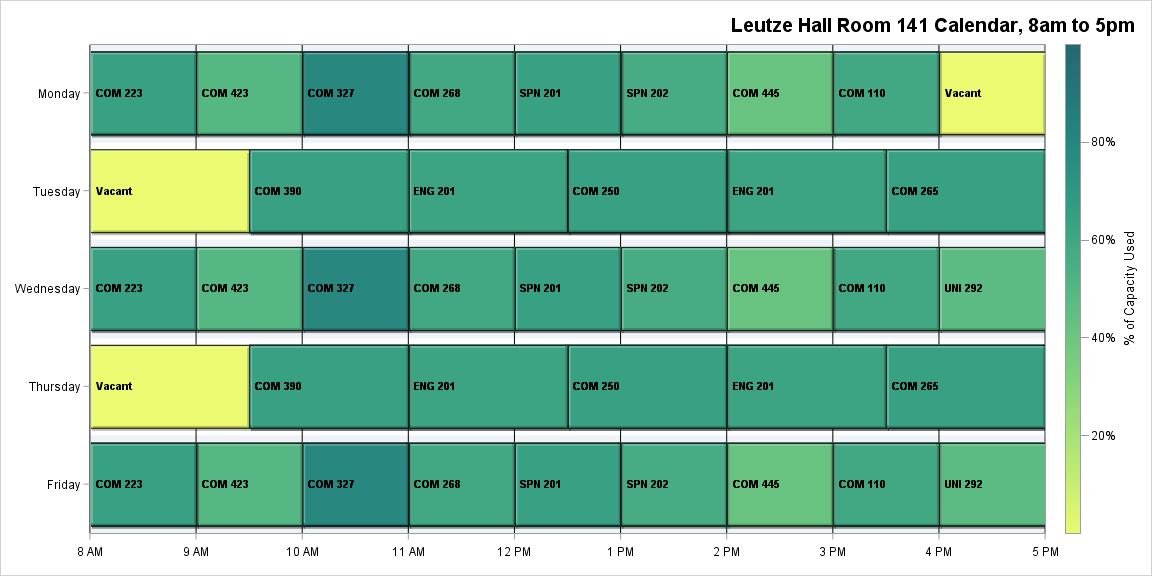 Leutze Hall Room 141 Calendar, 8am to 5pm
Monday
COM 223
COM 423
COM 327
COM 268
SPN 201
SPN 202
COM 445
COM 110
Vacant
Tuesday
Vacant
COM 390
ENG 201
COM 250
ENG 201
COM 265
Wednesday
COM 223
COM 423
COM 327
COM 268
SPN 201
SPN 202
COM 445
COM 110
UNI 292
Thursday
Vacant
COM 390
ENG 201
COM 250
ENG 201
COM 265
Friday
COM 223
COM 423
COM 327
COM 268
SPN 201
SPN 202
COM 445
COM 110
UNI 292
8 AM
9 AM
10 AM
11 AM
12 PM
1 PM
2 PM
3 PM
4 PM
5 PM
80%
60%
40%
20%
% of Capacity Used